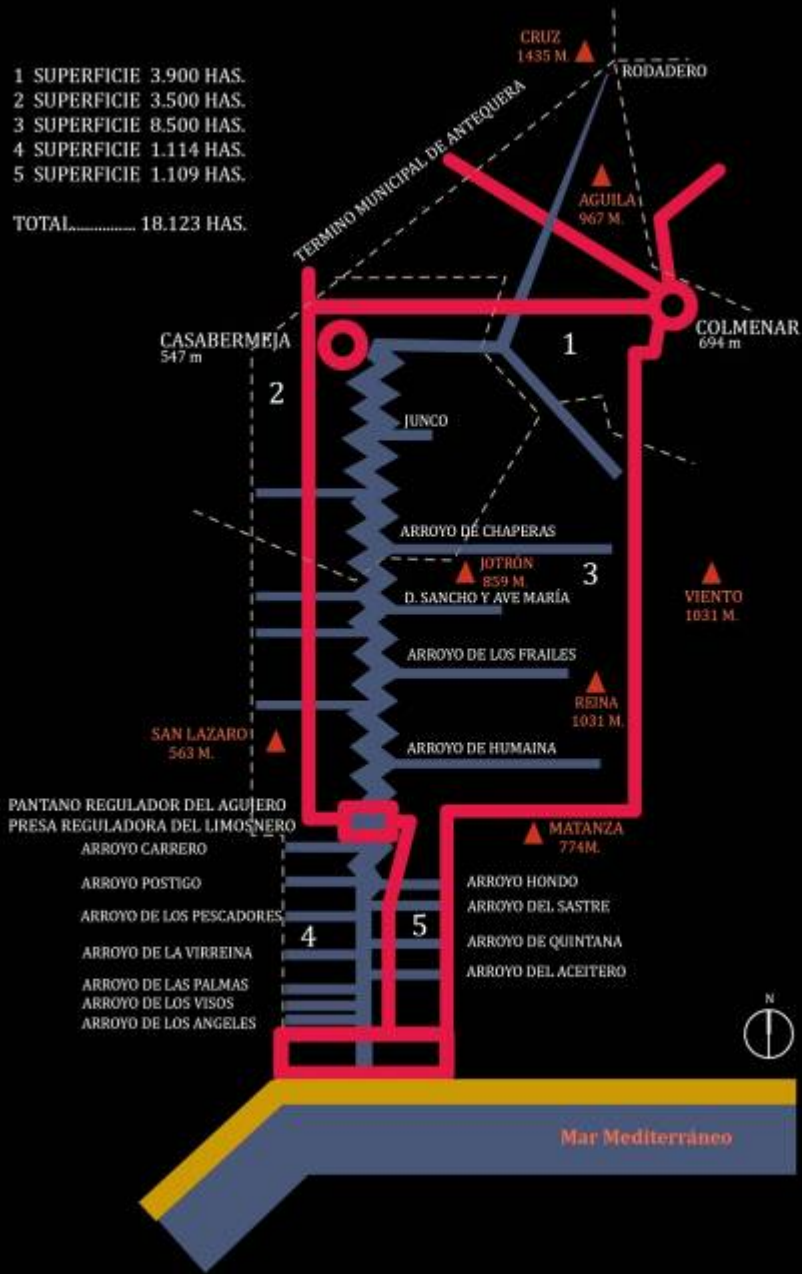 1 SUPERFICIE 3.900 HAS.
2 SUPERFICIE 3.500 HAS.
3 SUPERFICIE 8.500 HAS.
4 SUPERFICIE 1.114 HAS.
5 SUPERFICIE 1.109 HAS.
TOTAL................ 18.123 HAS.
CRUZ
1435 M.
RODADERO
TERMINO MUNICIPAL DE ANTEQUERA
AGUILA
967 M.
CASABERMEJA
547 m
COLMENAR
694 m
1
2
JUNCO
ARROYO DE CHAPERAS
JOTRÓN
859 M.
3
VIENTO
1031 M.
D. SANCHO Y AVE MARÍA
ARROYO DE LOS FRAILES
REINA
1031 M.
SAN LAZARO
563 M.
ARROYO DE HUMAINA
PANTANO REGULADOR DEL AGUJERO
PRESA REGULADORA DEL LIMOSNERO
MATANZA
774M.
ARROYO CARRERO
ARROYO POSTIGO
ARROYO DE LOS PESCADORES
ARROYO DE LA VIRREINA
ARROYO DE LAS PALMAS
ARROYO DE LOS VISOS
ARROYO DE LOS ANGELES
4
5
ARROYO HONDO
ARROYO DEL SASTRE
ARROYO DE QUINTANA
ARROYO DEL ACEITERO
N
Mar Mediterráneo